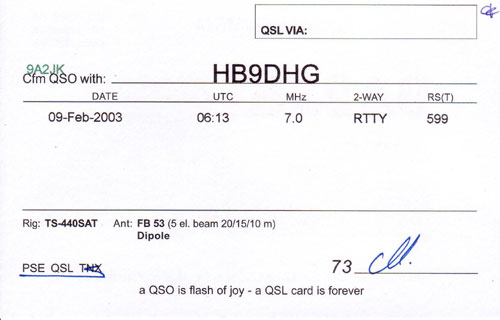 QSL VIA:
9A2JK
Cfm QSO with: HB9DHG
DATE UTC MHz 2-WAY RS(T)
09-Feb-2003 06:13 7.0 RTTY 599
Rig: TS-440SAT Ant: FB 53 (5 el. beam 20/15/10 m)
Dipole
PSE QSL TNX
73
a QSO is flash of joy - a QSL card is forever